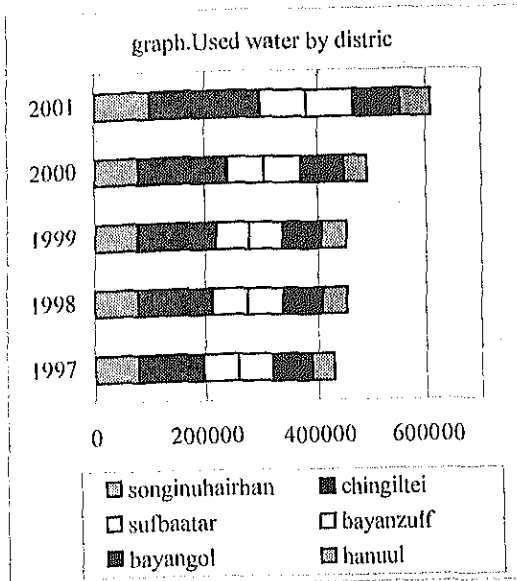 graph.Used water by distric
2001
2000
1999
1998
1997
0 200000 400000 600000
songinuhairhan chingiltei
sufbaatar bayanzuff
bayangol hanuul